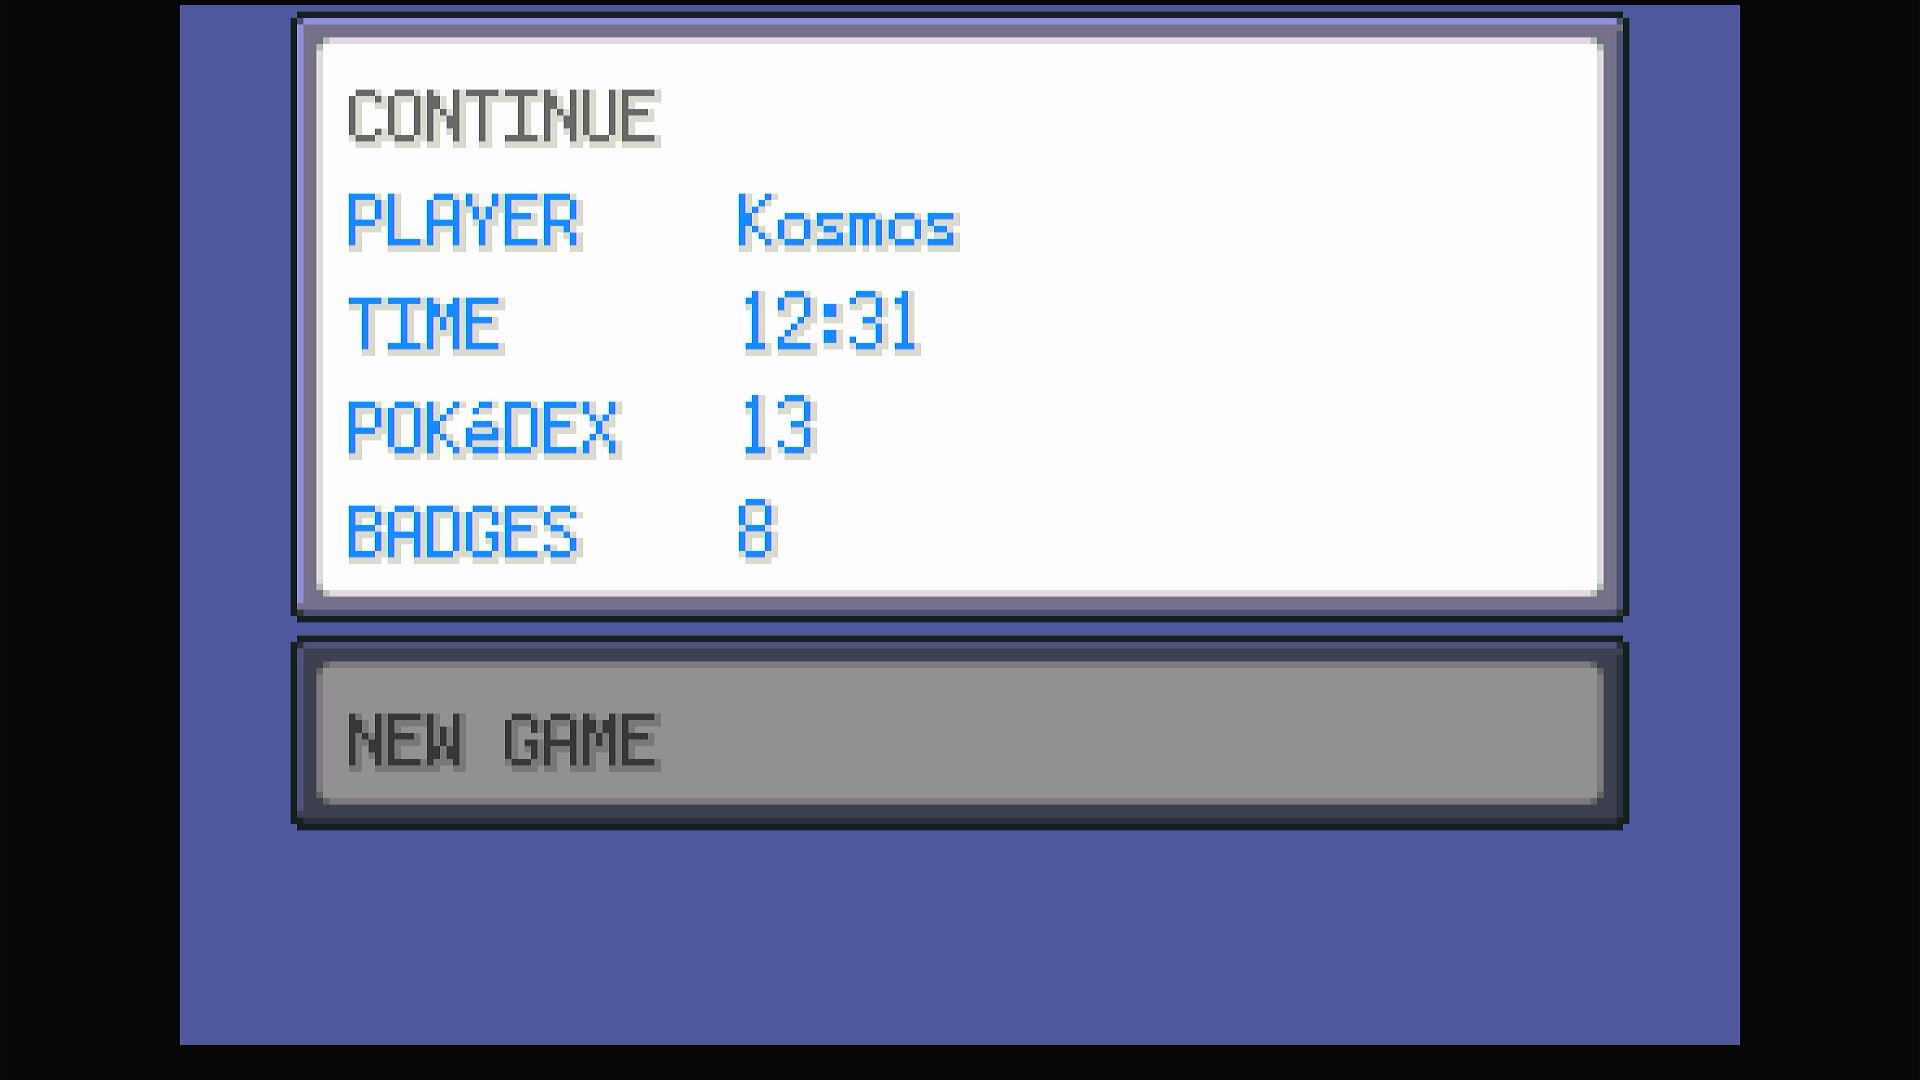 CONTINUE
PLAYER Kosmos
TIME 12:31
POKéDEX 13
BADGES 8
NEW GAME